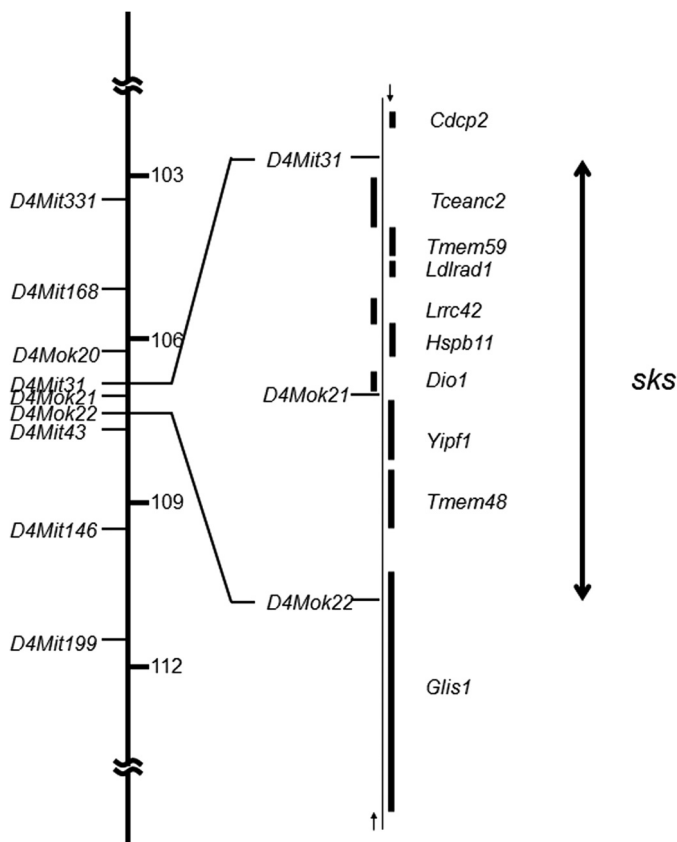 103
D4Mit331
D4Mit168
106
D4Mok20
D4Mit31
D4Mok21
D4Mok22
D4Mit43
109
D4Mit146
D4Mit199
112
D4Mit31
D4Mok21
D4Mok22
Cdcp2
Tceanc2
Tmem59
Ldlrad1
Lrrc42
Hspb11
Dio1
Yipf1
Tmem48
Glis1
sks